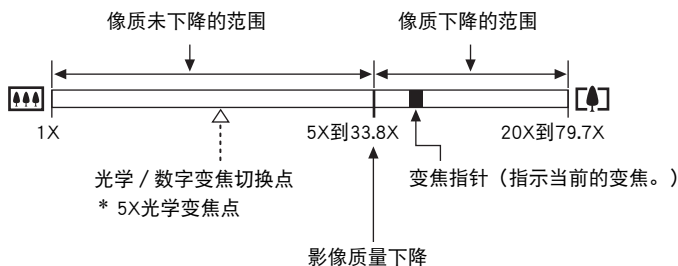 像质未下降的范围 像质下降的范围
1X 5X到33.8X 20X到79.7X
光学/数字变焦切换点
* 5X光学变焦点
变焦指针（指示当前的变焦。）
影像质量下降